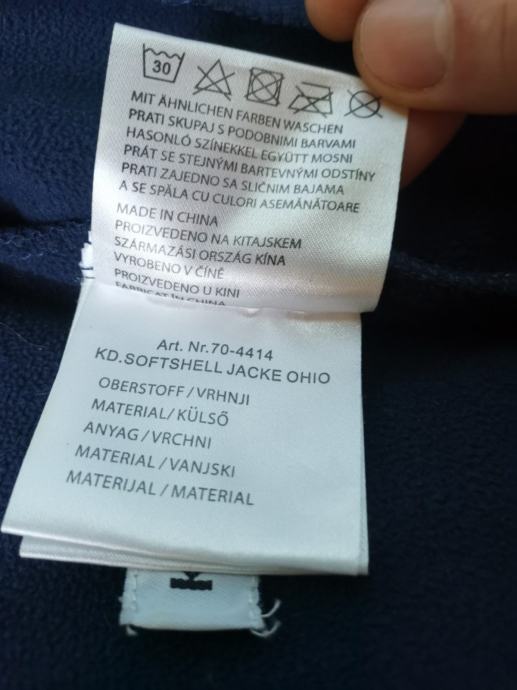 30
MIT ÄHNLICHEN FARBEN WASCHEN
PRATI SKUPAJ S PODOBNIMI BARVAMI
HASONLÓ SZÍNEKKEL EGYÜTT MOSNI
PRÁT SE STEJNÝMI BARTEVNÝMI ODSTÍNY
PRATI ZAJEDNO SA SLIČNIM BAJAMA
A SE SPĂLA CU CULORI ASEMĂNĂTOARE
MADE IN CHINA
PROIZVEDENO NA KITAJSKEM
SZÁRMAZÁSI ORSZÁG KÍNA
VYROBENO V ČÍNĚ
PROIZVEDENO U KINI
FABRICAT ÎN CHINA
Art. Nr.70-4414
KD.SOFTSHELL JACKE OHIO
OBERSTOFF/VRHNJI
MATERIAL/KÜLSŐ
ANYAG/VRCHNI
MATERIAL/VANJSKI
MATERIJAL/MATERIAL